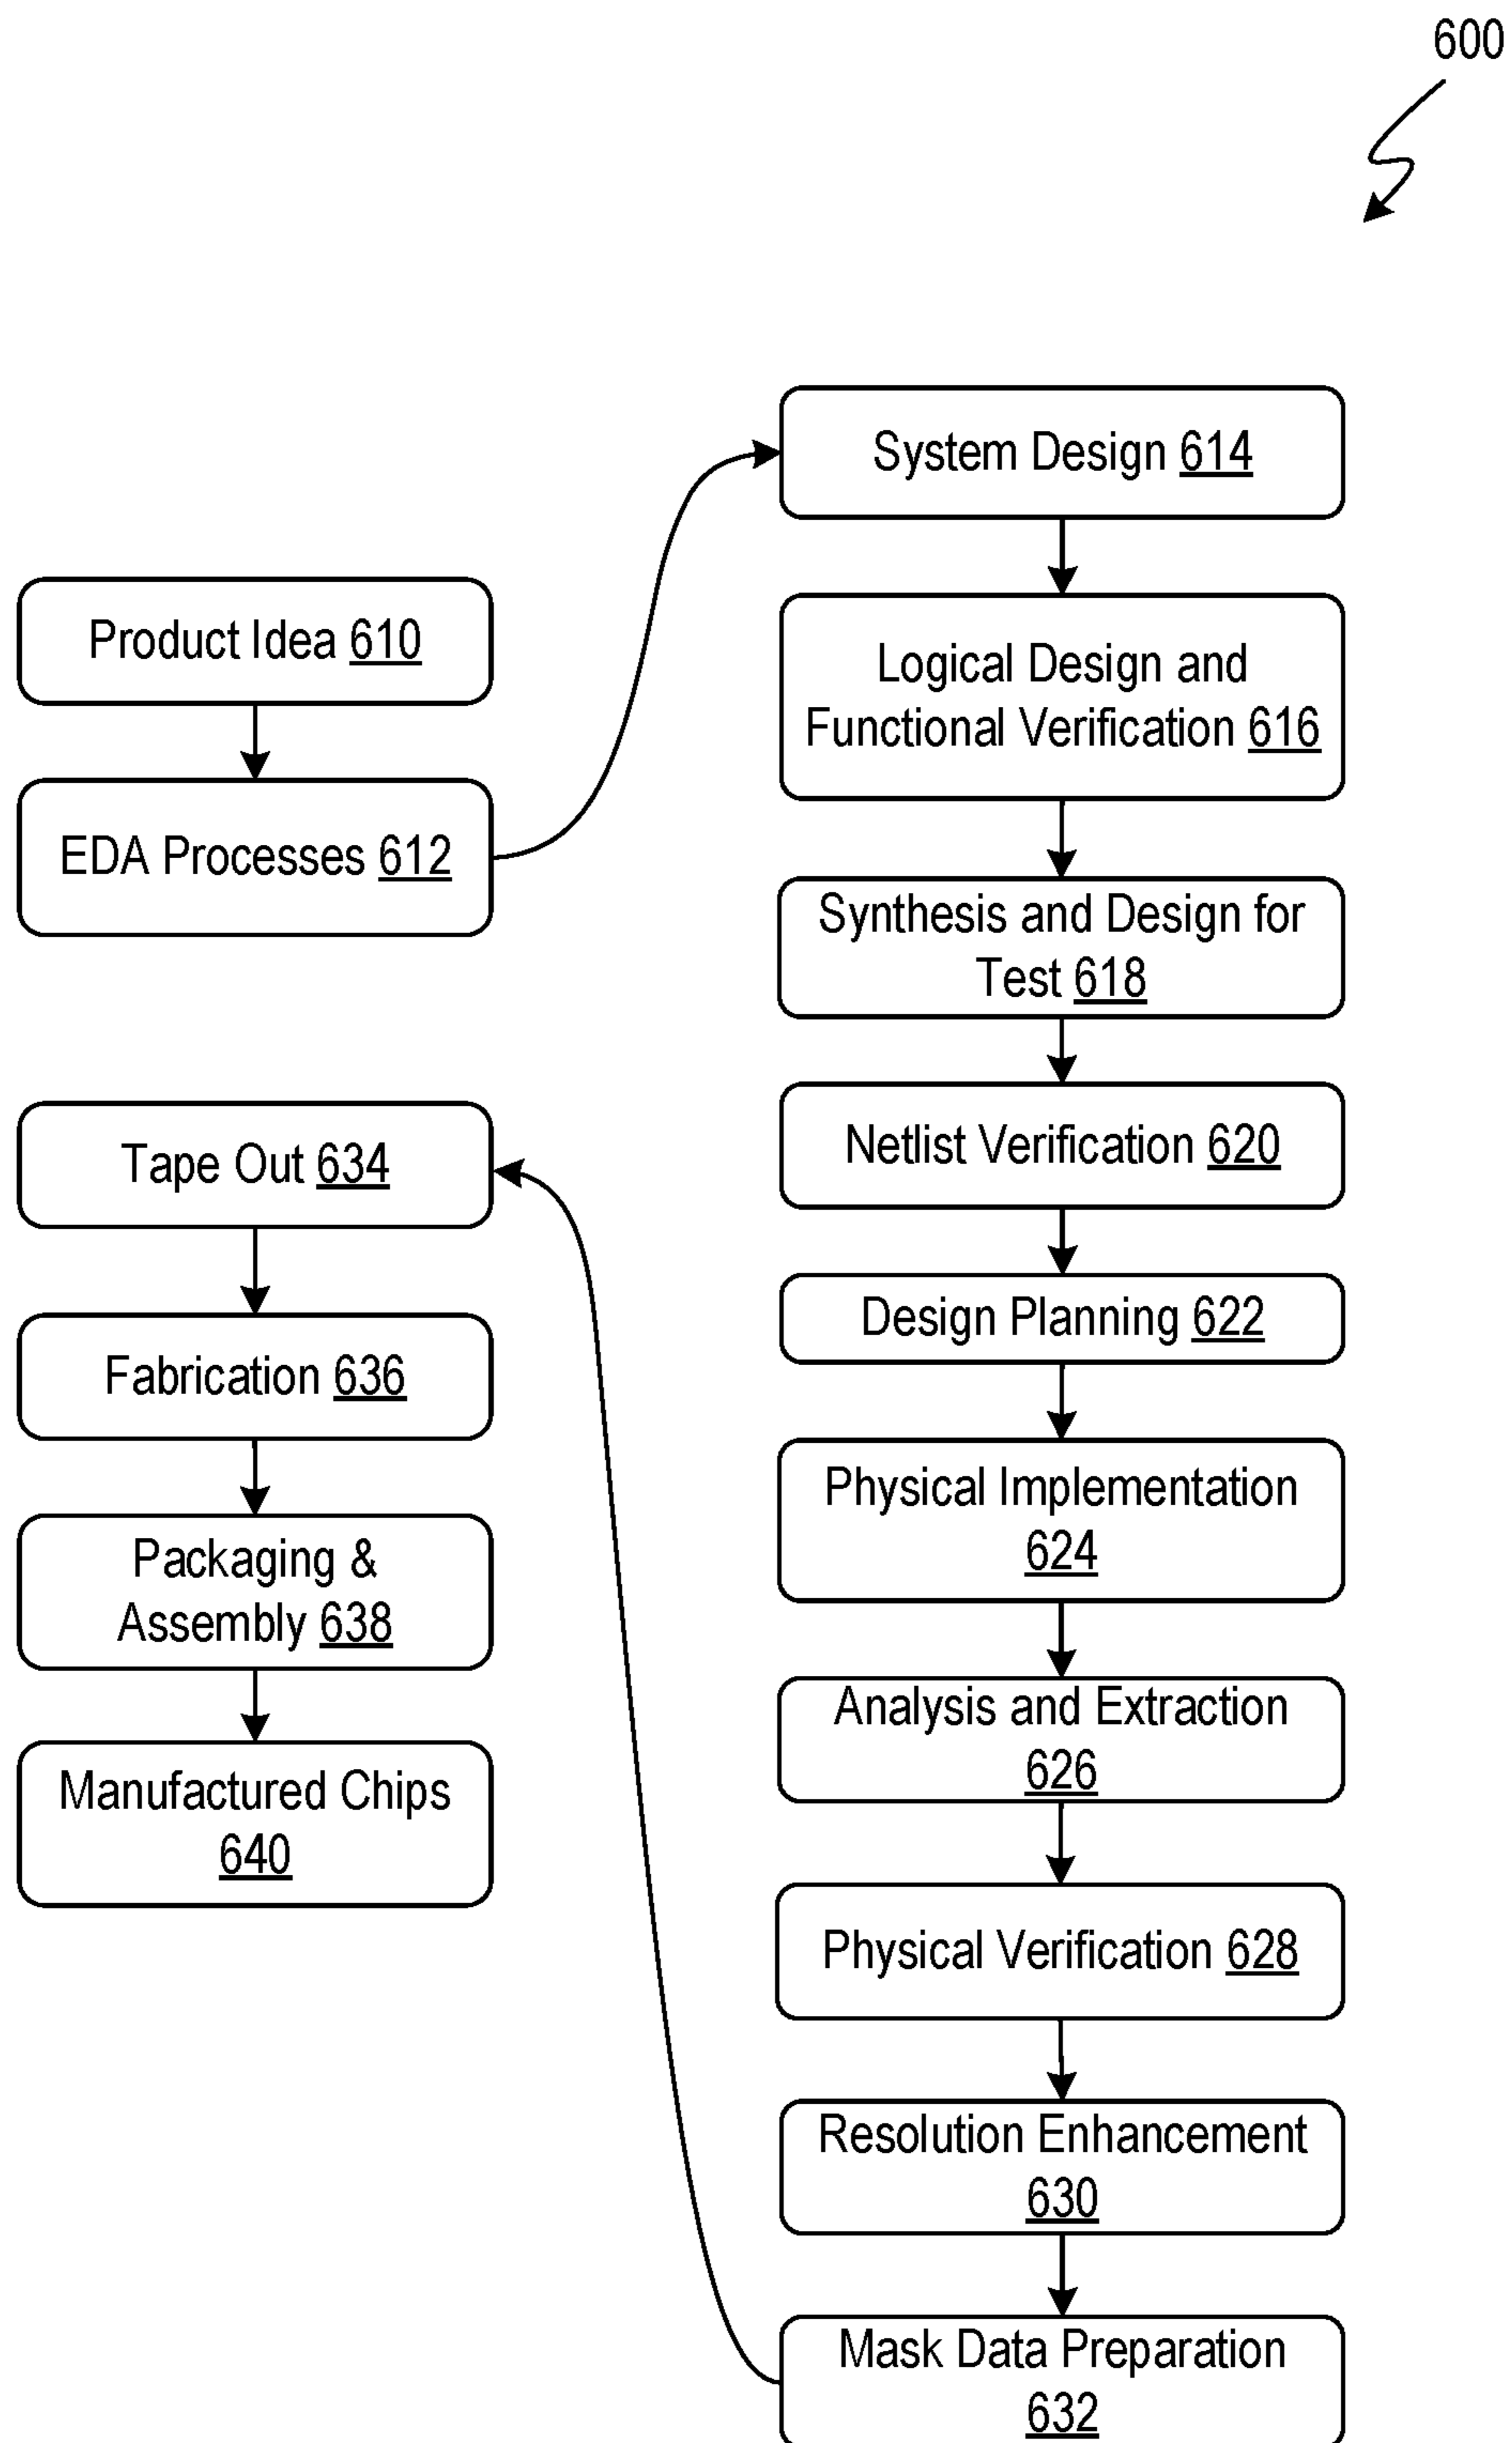 600
Product Idea 610
EDA Processes 612
System Design 614
Logical Design and
Functional Verification 616
Synthesis and Design for
Test 618
Netlist Verification 620
Design Planning 622
Physical Implementation
624
Analysis and Extraction
626
Physical Verification 628
Resolution Enhancement
630
Mask Data Preparation
632
Tape Out 634
Fabrication 636
Packaging &
Assembly 638
Manufactured Chips
640